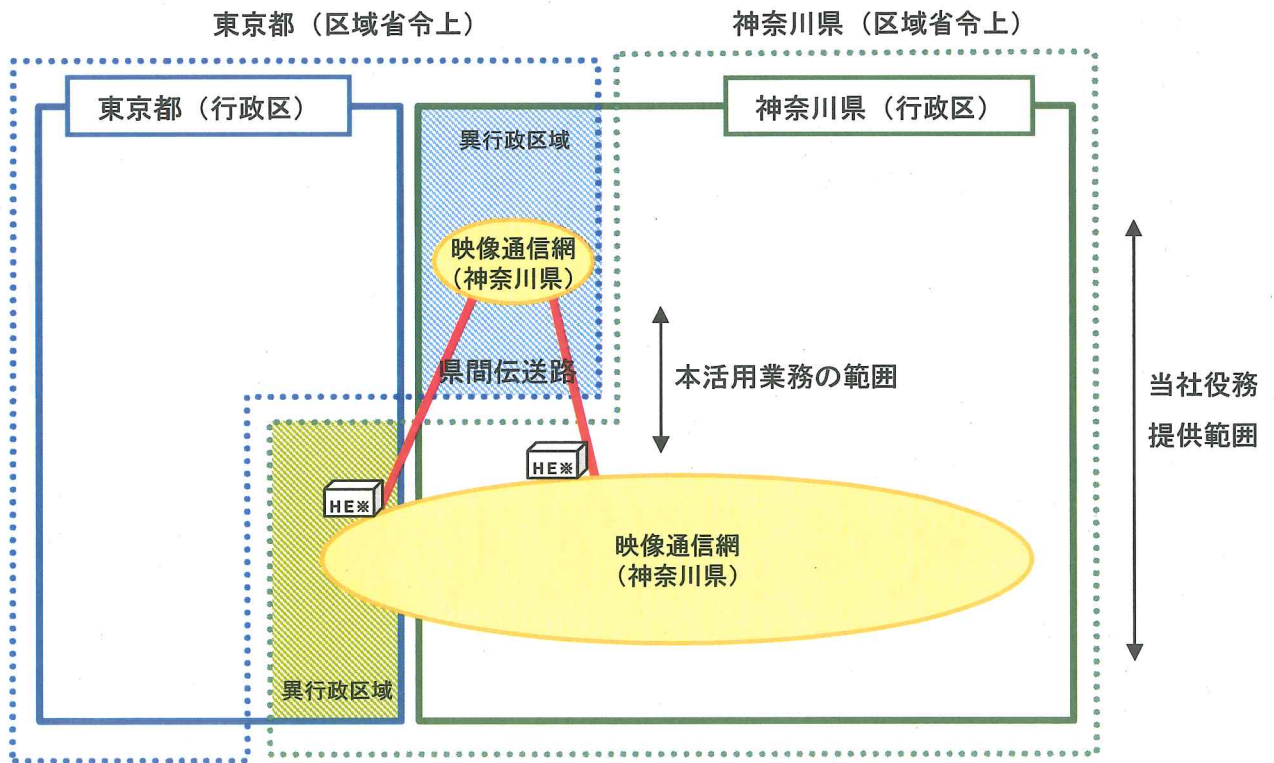 東京都（区域省令上）
神奈川県（区域省令上）
東京都（行政区）
神奈川県（行政区）
異行政区域
映像通信網
（神奈川県）
県間伝送路
本活用業務の範囲
当社役務
提供範囲
HE※
HE※
映像通信網
（神奈川県）
異行政区域